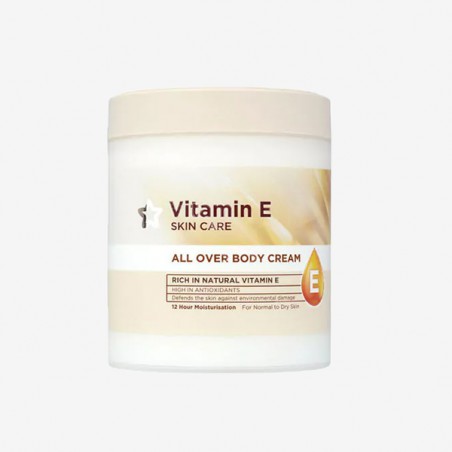 Vitamin E
SKIN CARE
ALL OVER BODY CREAM
RICH IN NATURAL VITAMIN E
HIGH IN ANTIOXIDANTS
Defends the skin against environmental damage
12 Hour Moisturisation For Normal to Dry Skin
E